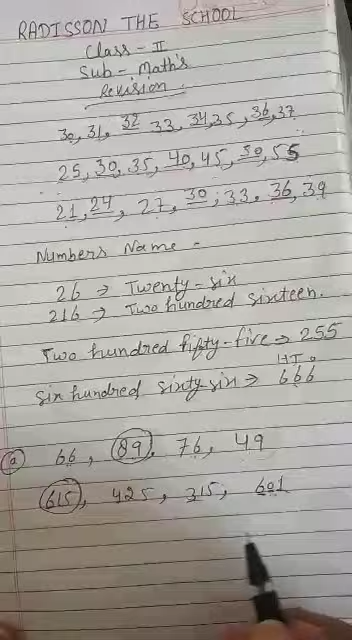 RADISSON THE SCHOOL
Class - II
Sub - Math's
Revision.
30, 31, 32 33, 34, 35, 36, 37
25, 30, 35, 40, 45, 50, 55
21, 24, 27, 30, 33, 36, 39
Numbers Name -
26 → Twenty-six
216 → Two hundred sixteen.
Two hundred fifty-five → 255
H T O
six hundred sixty-six → 666
(a) 66, 89, 76, 49
615, 425, 315, 601